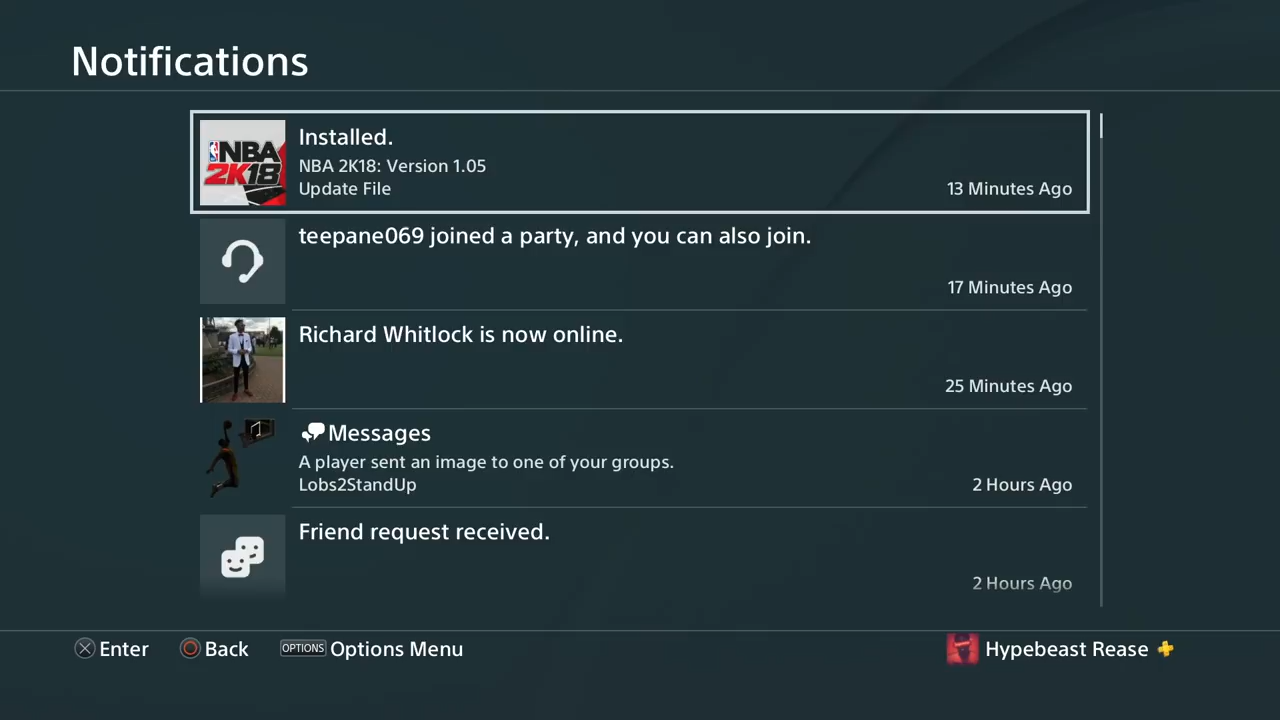 Notifications
NBA
2K18
Installed.
NBA 2K18: Version 1.05
Update File
13 Minutes Ago
teepane069 joined a party, and you can also join.
17 Minutes Ago
Richard Whitlock is now online.
25 Minutes Ago
Messages
A player sent an image to one of your groups.
Lobs2StandUp
2 Hours Ago
Friend request received.
2 Hours Ago
Enter
Back
OPTIONS Options Menu
Hypebeast Rease